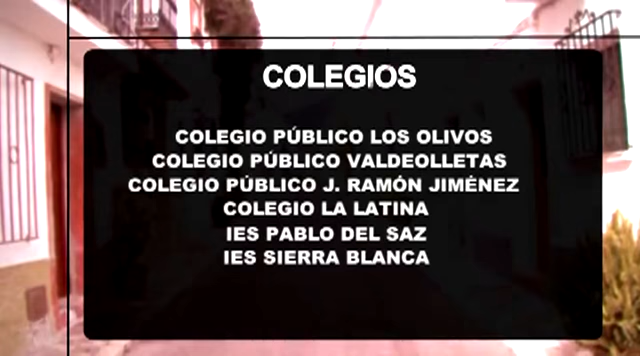 COLEGIOS
COLEGIO PÚBLICO LOS OLIVOS
COLEGIO PÚBLICO VALDEOLLETAS
COLEGIO PÚBLICO J. RAMÓN JIMÉNEZ
COLEGIO LA LATINA
IES PABLO DEL SAZ
IES SIERRA BLANCA